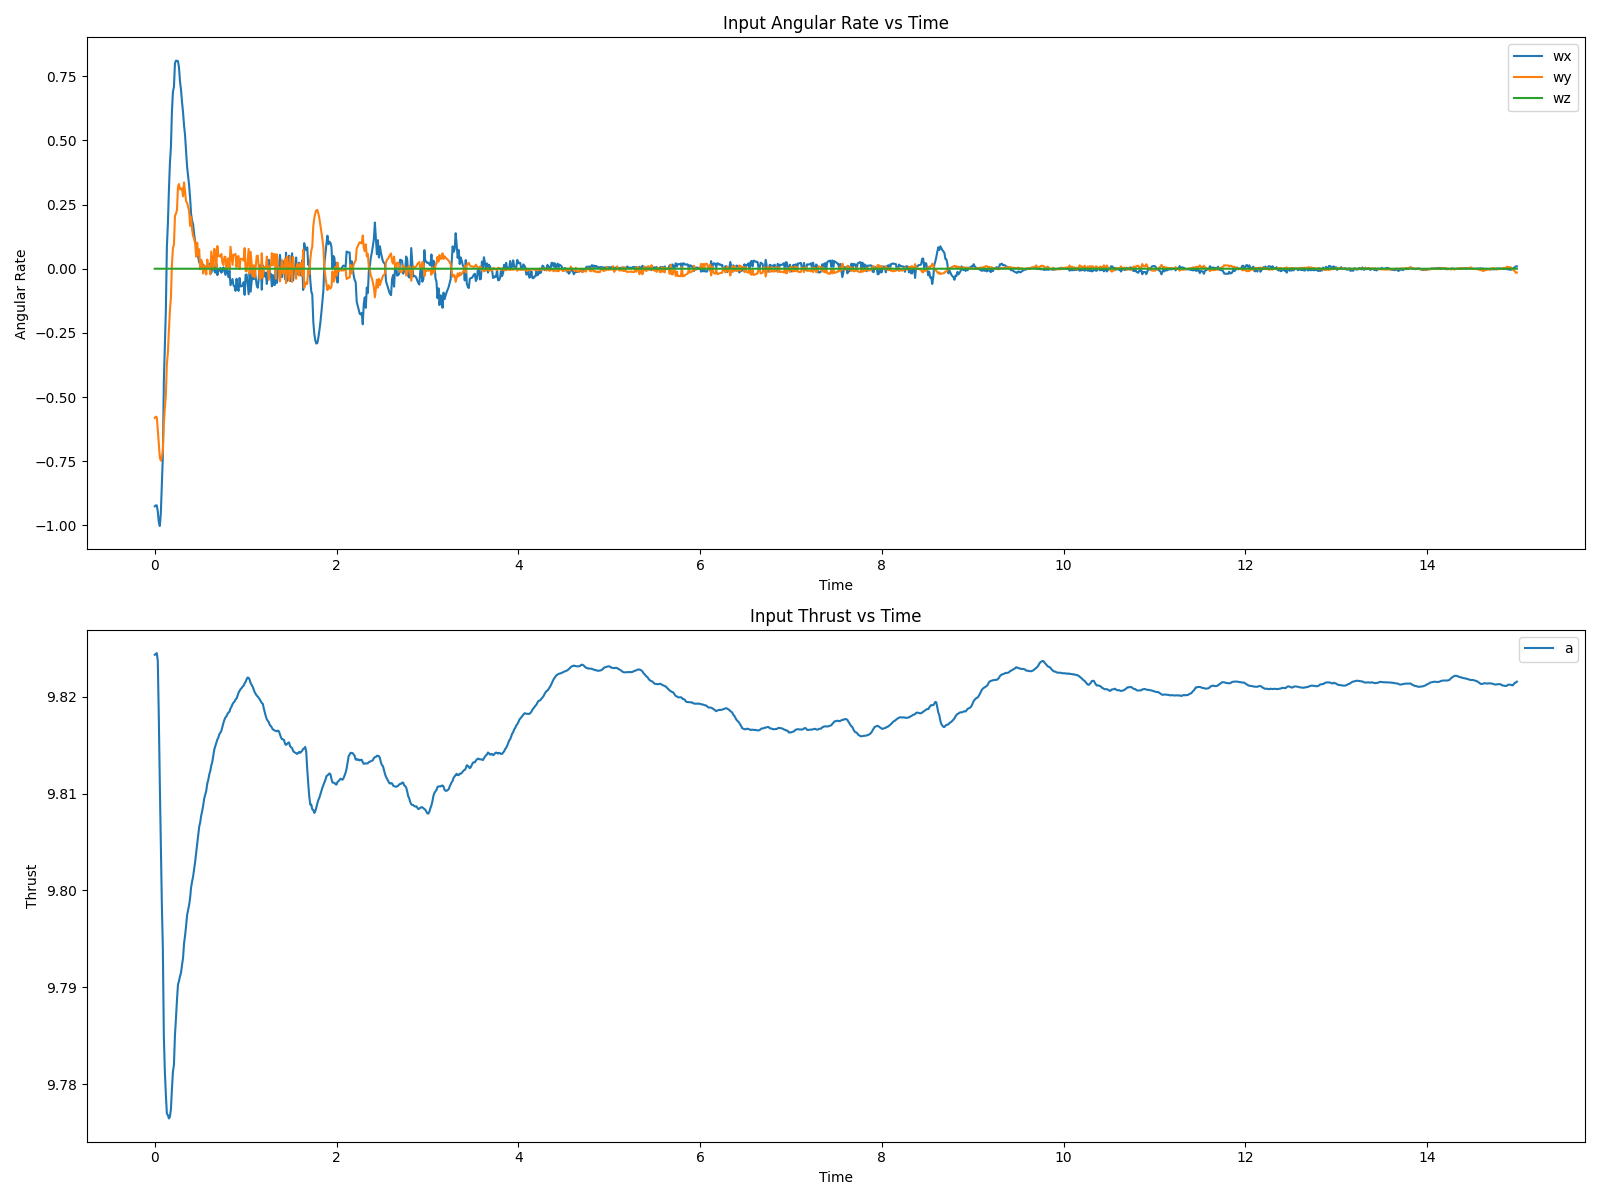 Input Angular Rate vs Time
wx
wy
wz
0.75
0.50
0.25
0.00
−0.25
−0.50
−0.75
−1.00
Angular Rate
0 2 4 6 8 10 12 14
Time
Input Thrust vs Time
a
9.82
9.81
9.80
9.79
9.78
Thrust
0 2 4 6 8 10 12 14
Time